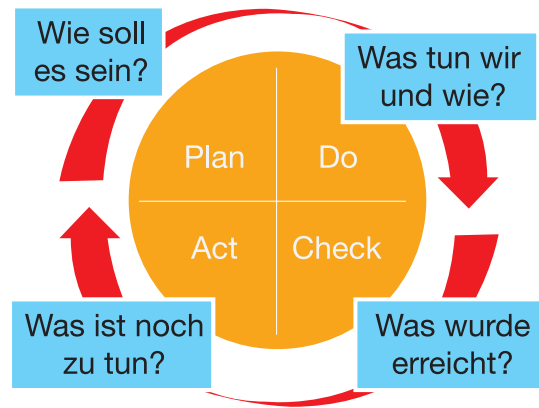 Wie soll
es sein?
Was tun wir
und wie?
Plan
Do
Act
Check
Was ist noch
zu tun?
Was wurde
erreicht?